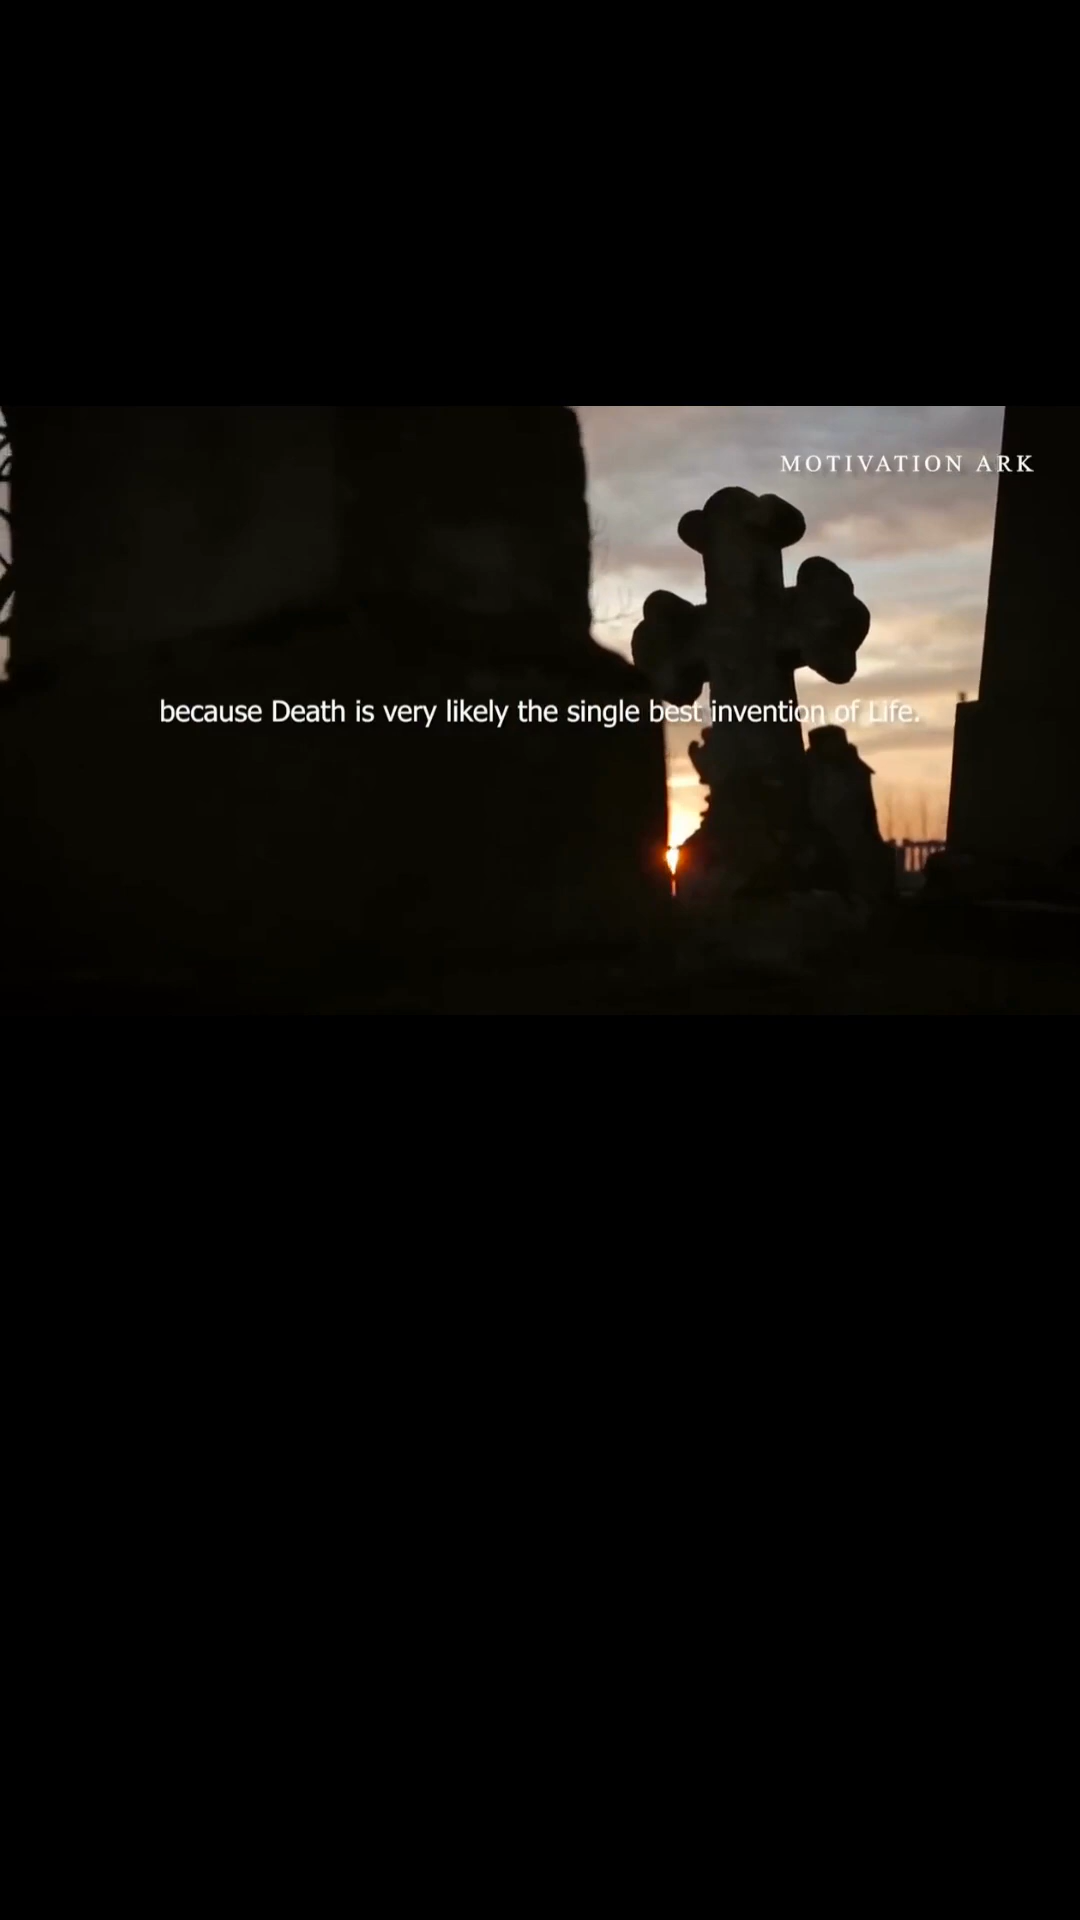 MOTIVATION ARK
because Death is very likely the single best invention of Life.